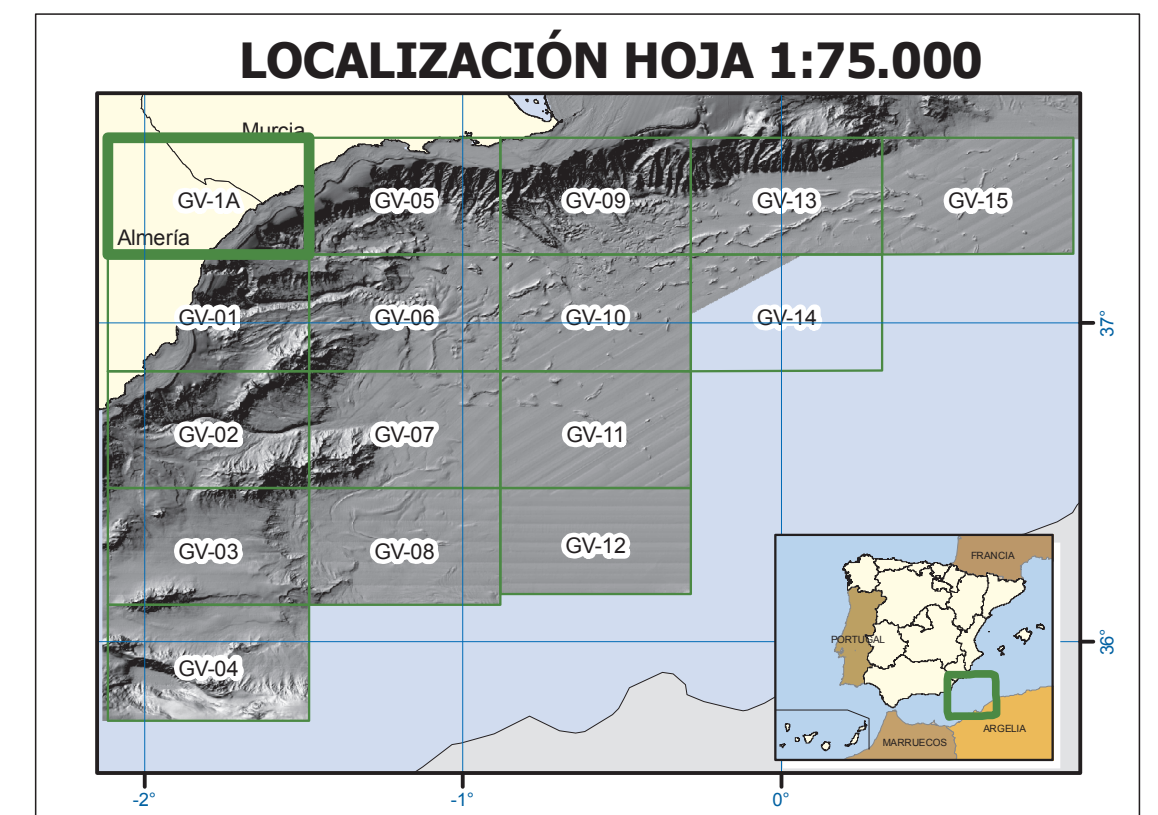 LOCALIZACIÓN HOJA 1:75.000
Murcia
GV-1A
GV-05
GV-09
GV-13
GV-15
Almería
GV-01
GV-06
GV-10
GV-14
37°
GV-02
GV-07
GV-11
GV-03
GV-08
GV-12
FRANCIA
PORTUGAL
36°
GV-04
ARGELIA
MARRUECOS
-2°
-1°
0°